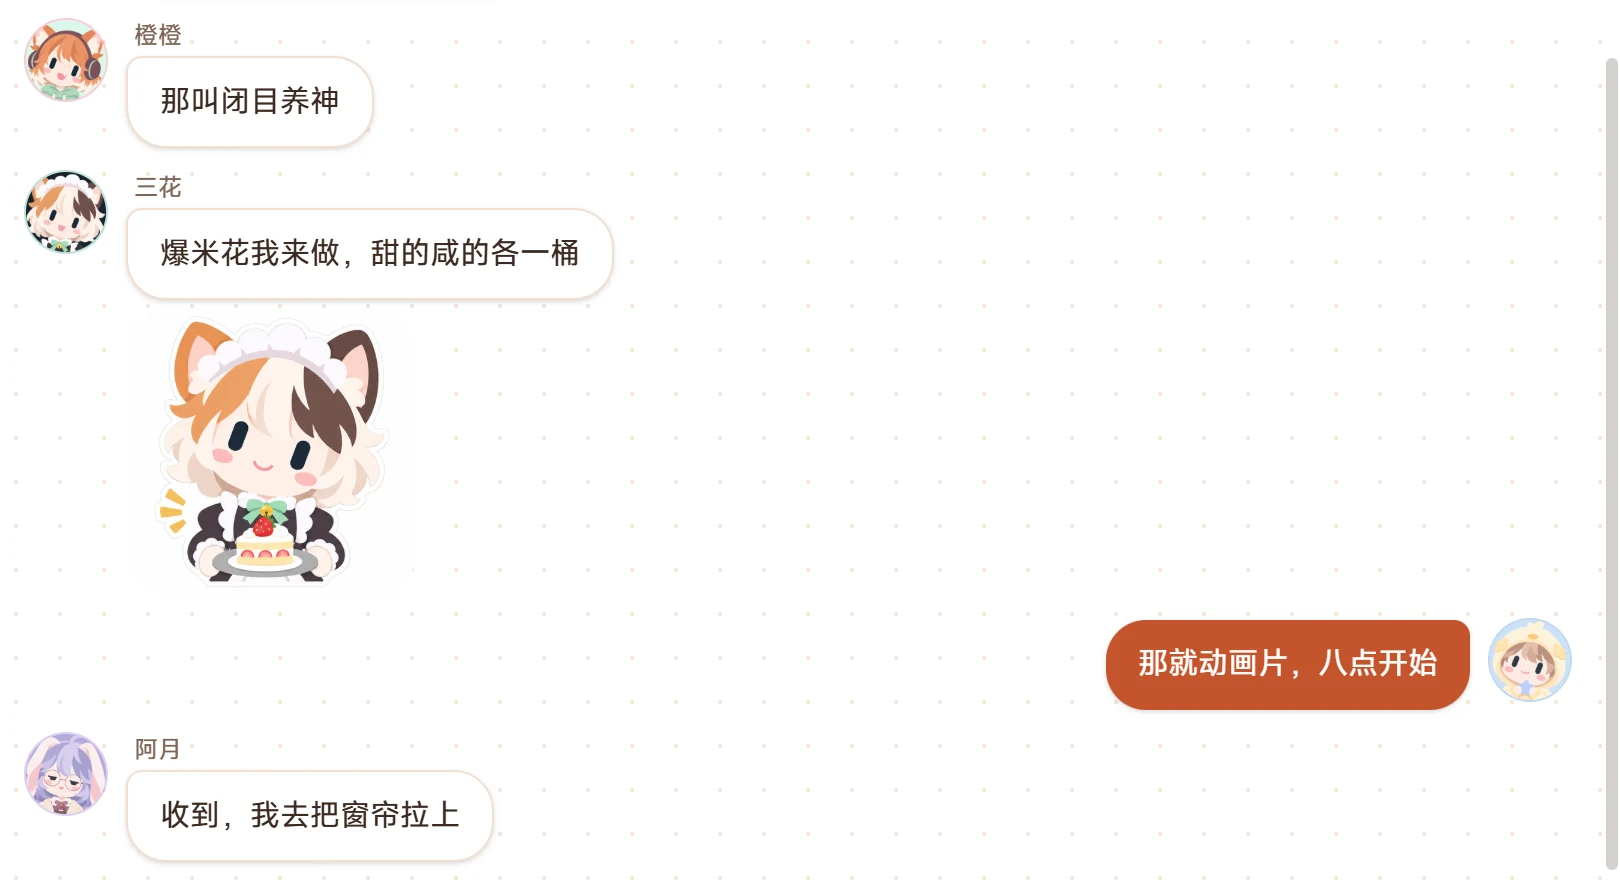 橙橙
那叫闭目养神
三花
爆米花我来做，甜的咸的各一桶
那就动画片，八点开始
阿月
收到，我去把窗帘拉上